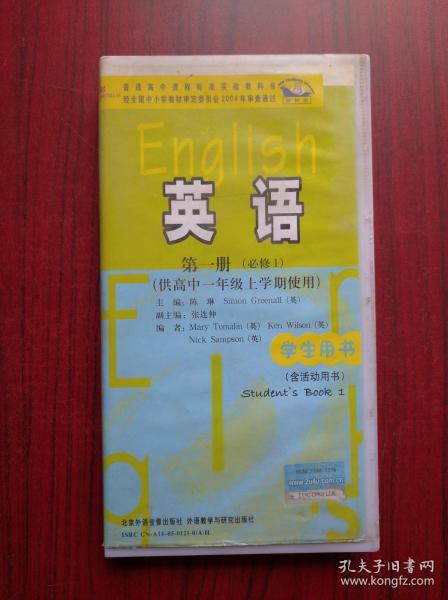 普通高中课程标准实验教科书
经全国中小学教材审定委员会2004年审查通过
English
英语
第一册（必修1）
（供高中一年级上学期使用）
主编：陈琳 Simon Greenall（英）
副主编：张连仲
编者：Mary Tomalin（英） Ken Wilson（英）
Nick Sampson（英）
学生用书
（含活动用书）
Student's Book 1
www.2u4u.com.cn
北京外语音像出版社 外语教学与研究出版社
ISRC CN-A16-05-0121-0/A·H
孔夫子旧书网
www.kongfz.com